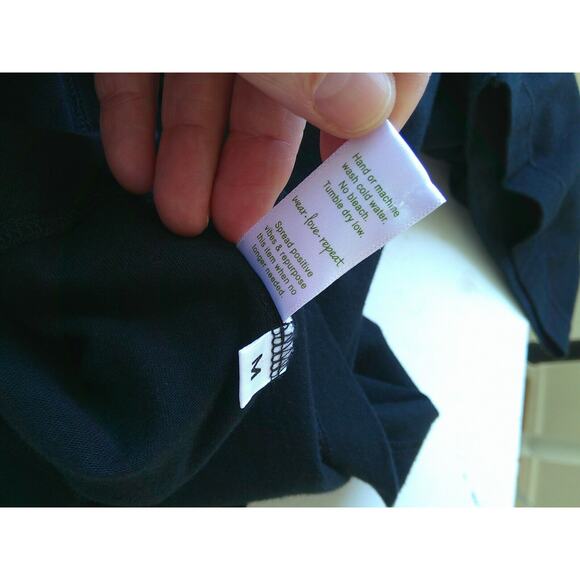 Hand or machine
wash cold water.
No bleach.
Tumble dry low.
wear-love-repeat
Spread positive
vibes & repurpose
this item when no
longer needed.
M